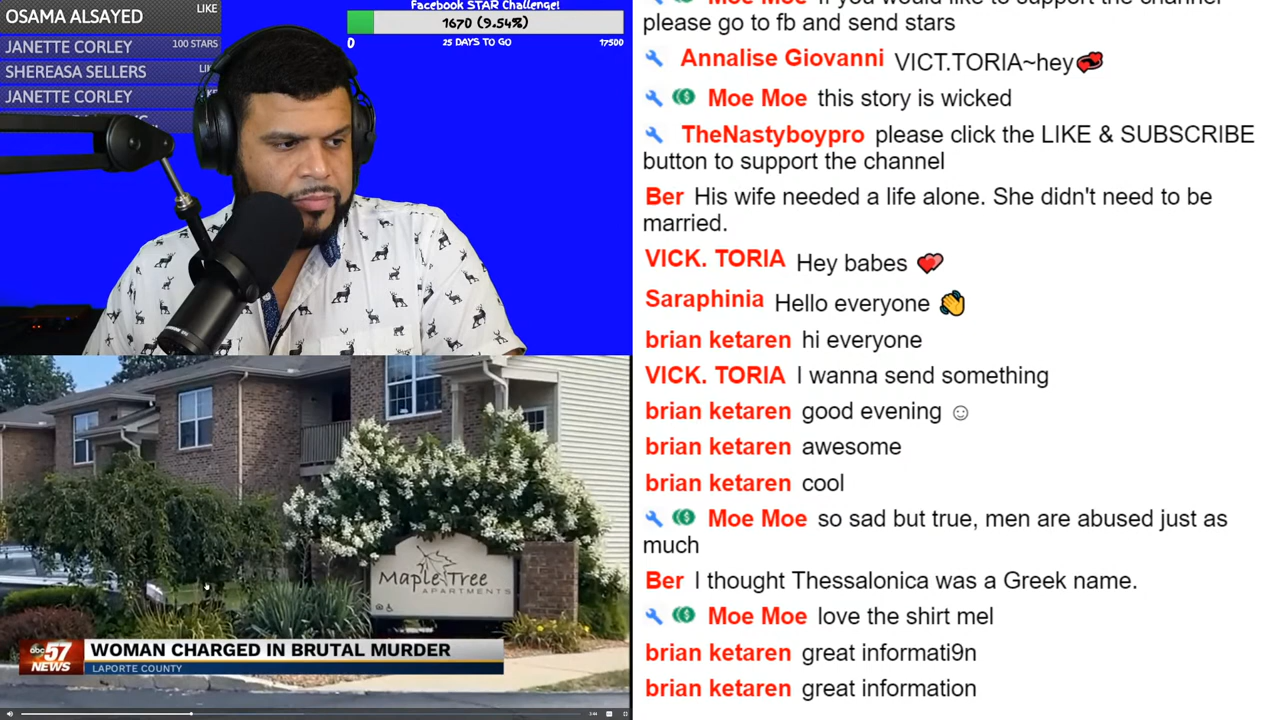 OSAMA ALSAYED LIKE
JANETTE CORLEY 100 STARS
SHEREASA SELLERS
JANETTE CORLEY
Facebook STAR Challenge!
1670 (9.54%)
0 25 DAYS TO GO 17500
please go to fb and send stars
Annalise Giovanni VICT.TORIA~hey
Moe Moe this story is wicked
TheNastyboypro please click the LIKE & SUBSCRIBE
button to support the channel
Ber His wife needed a life alone. She didn't need to be
married.
VICK. TORIA Hey babes
Saraphinia Hello everyone
brian ketaren hi everyone
VICK. TORIA I wanna send something
brian ketaren good evening ☺
brian ketaren awesome
brian ketaren cool
Moe Moe so sad but true, men are abused just as
much
Ber I thought Thessalonica was a Greek name.
Moe Moe love the shirt mel
brian ketaren great informati9n
brian ketaren great information
Maple Tree
APARTMENTS
abc 57 NEWS
WOMAN CHARGED IN BRUTAL MURDER
LAPORTE COUNTY